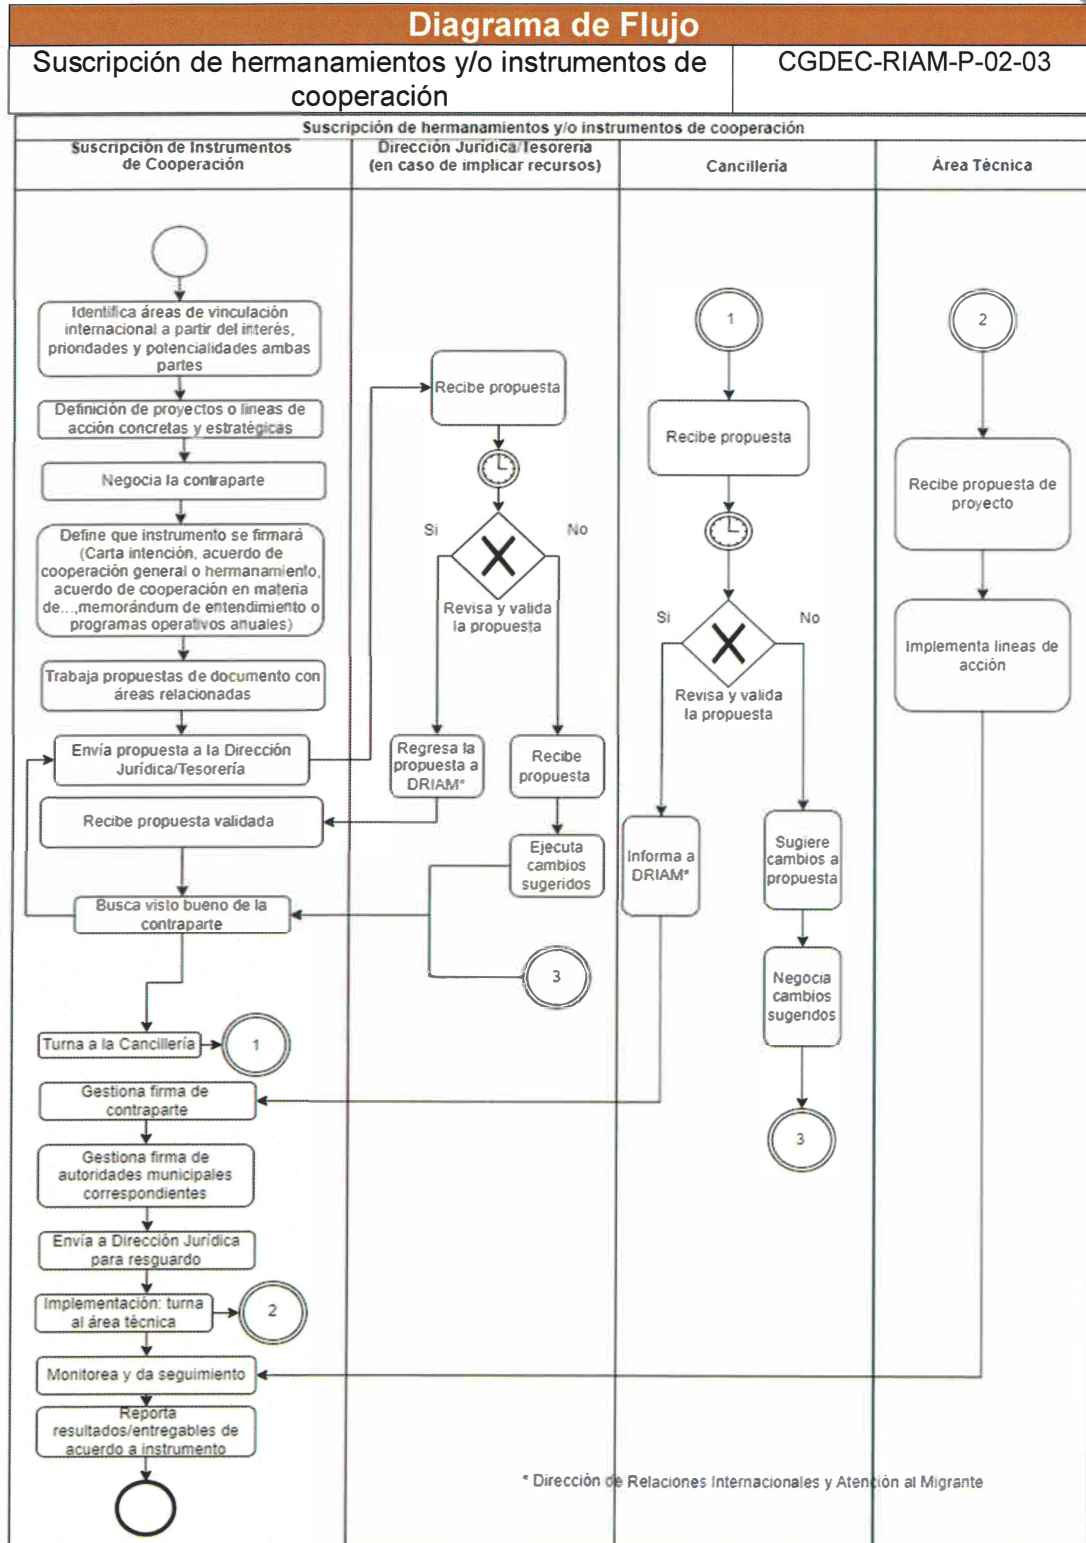 Diagrama de Flujo
Suscripción de hermanamientos y/o instrumentos de
cooperación
CGDEC-RIAM-P-02-03
Suscripción de hermanamientos y/o instrumentos de cooperación
Suscripción de Instrumentos
de Cooperación
Dirección Jurídica/Tesorería
(en caso de implicar recursos)
Cancillería
Área Técnica
Identifica áreas de vinculación
internacional a partir del interés,
prioridades y potencialidades ambas
partes
Definición de proyectos o líneas de
acción concretas y estratégicas
Negocia la contraparte
Define que instrumento se firmará
(Carta intención, acuerdo de
cooperación general o hermanamiento,
acuerdo de cooperación en materia
de...,memorándum de entendimiento o
programas operativos anuales)
Trabaja propuestas de documento con
áreas relacionadas
Envía propuesta a la Dirección
Jurídica/Tesorería
Recibe propuesta validada
Busca visto bueno de la
contraparte
Turna a la Cancillería
1
Gestiona firma de
contraparte
Gestiona firma de
autoridades municipales
correspondientes
Envía a Dirección Jurídica
para resguardo
Implementación: turna
al área técnica
2
Monitorea y da seguimiento
Reporta
resultados/entregables de
acuerdo a instrumento
Recibe propuesta
Si
No
Revisa y valida
la propuesta
Regresa la
propuesta a
DRIAM*
Recibe
propuesta
Ejecuta
cambios
sugeridos
3
1
Recibe propuesta
Si
No
Revisa y valida
la propuesta
Informa a
DRIAM*
Sugiere
cambios a
propuesta
Negocia
cambios
sugeridos
3
2
Recibe propuesta de
proyecto
Implementa lineas de
acción
* Dirección de Relaciones Internacionales y Atención al Migrante